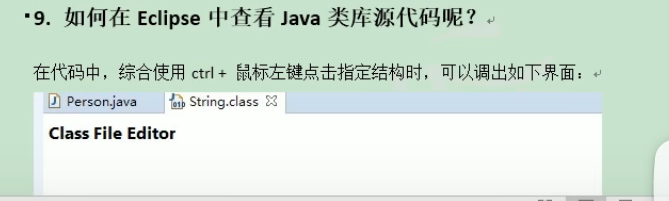 9. 如何在 Eclipse 中查看 Java 类库源代码呢？
在代码中，综合使用 ctrl + 鼠标左键点击指定结构时，可以调出如下界面：
Person.java String.class
Class File Editor